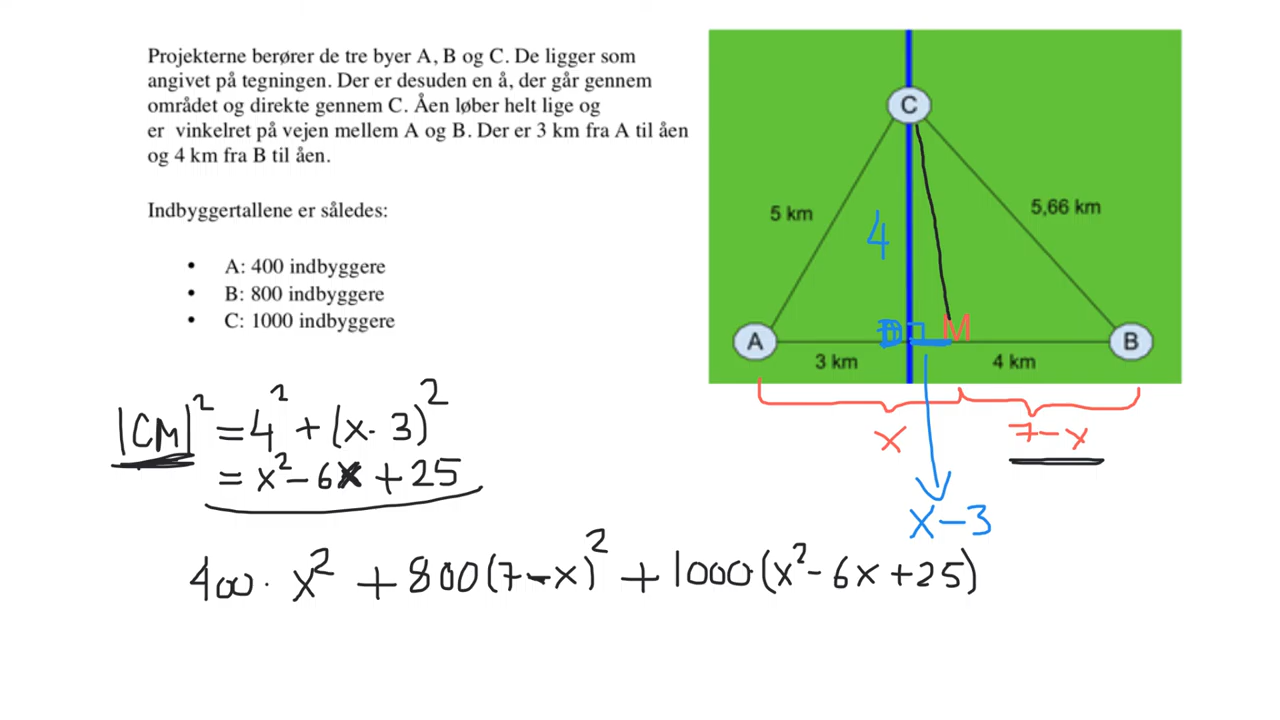 Projekterne berører de tre byer A, B og C. De ligger som
angivet på tegningen. Der er desuden en å, der går gennem
området og direkte gennem C. Åen løber helt lige og
er vinkelret på vejen mellem A og B. Der er 3 km fra A til åen
og 4 km fra B til åen.
Indbyggertallene er således:
• A: 400 indbyggere
• B: 800 indbyggere
• C: 1000 indbyggere
C
5 km
5,66 km
4
D
M
A
B
3 km
4 km
x
7-x
x-3
|CM|² = 4² + (x-3)²
= x² - 6x + 25
400 · x² + 800(7-x)² + 1000·(x² - 6x + 25)